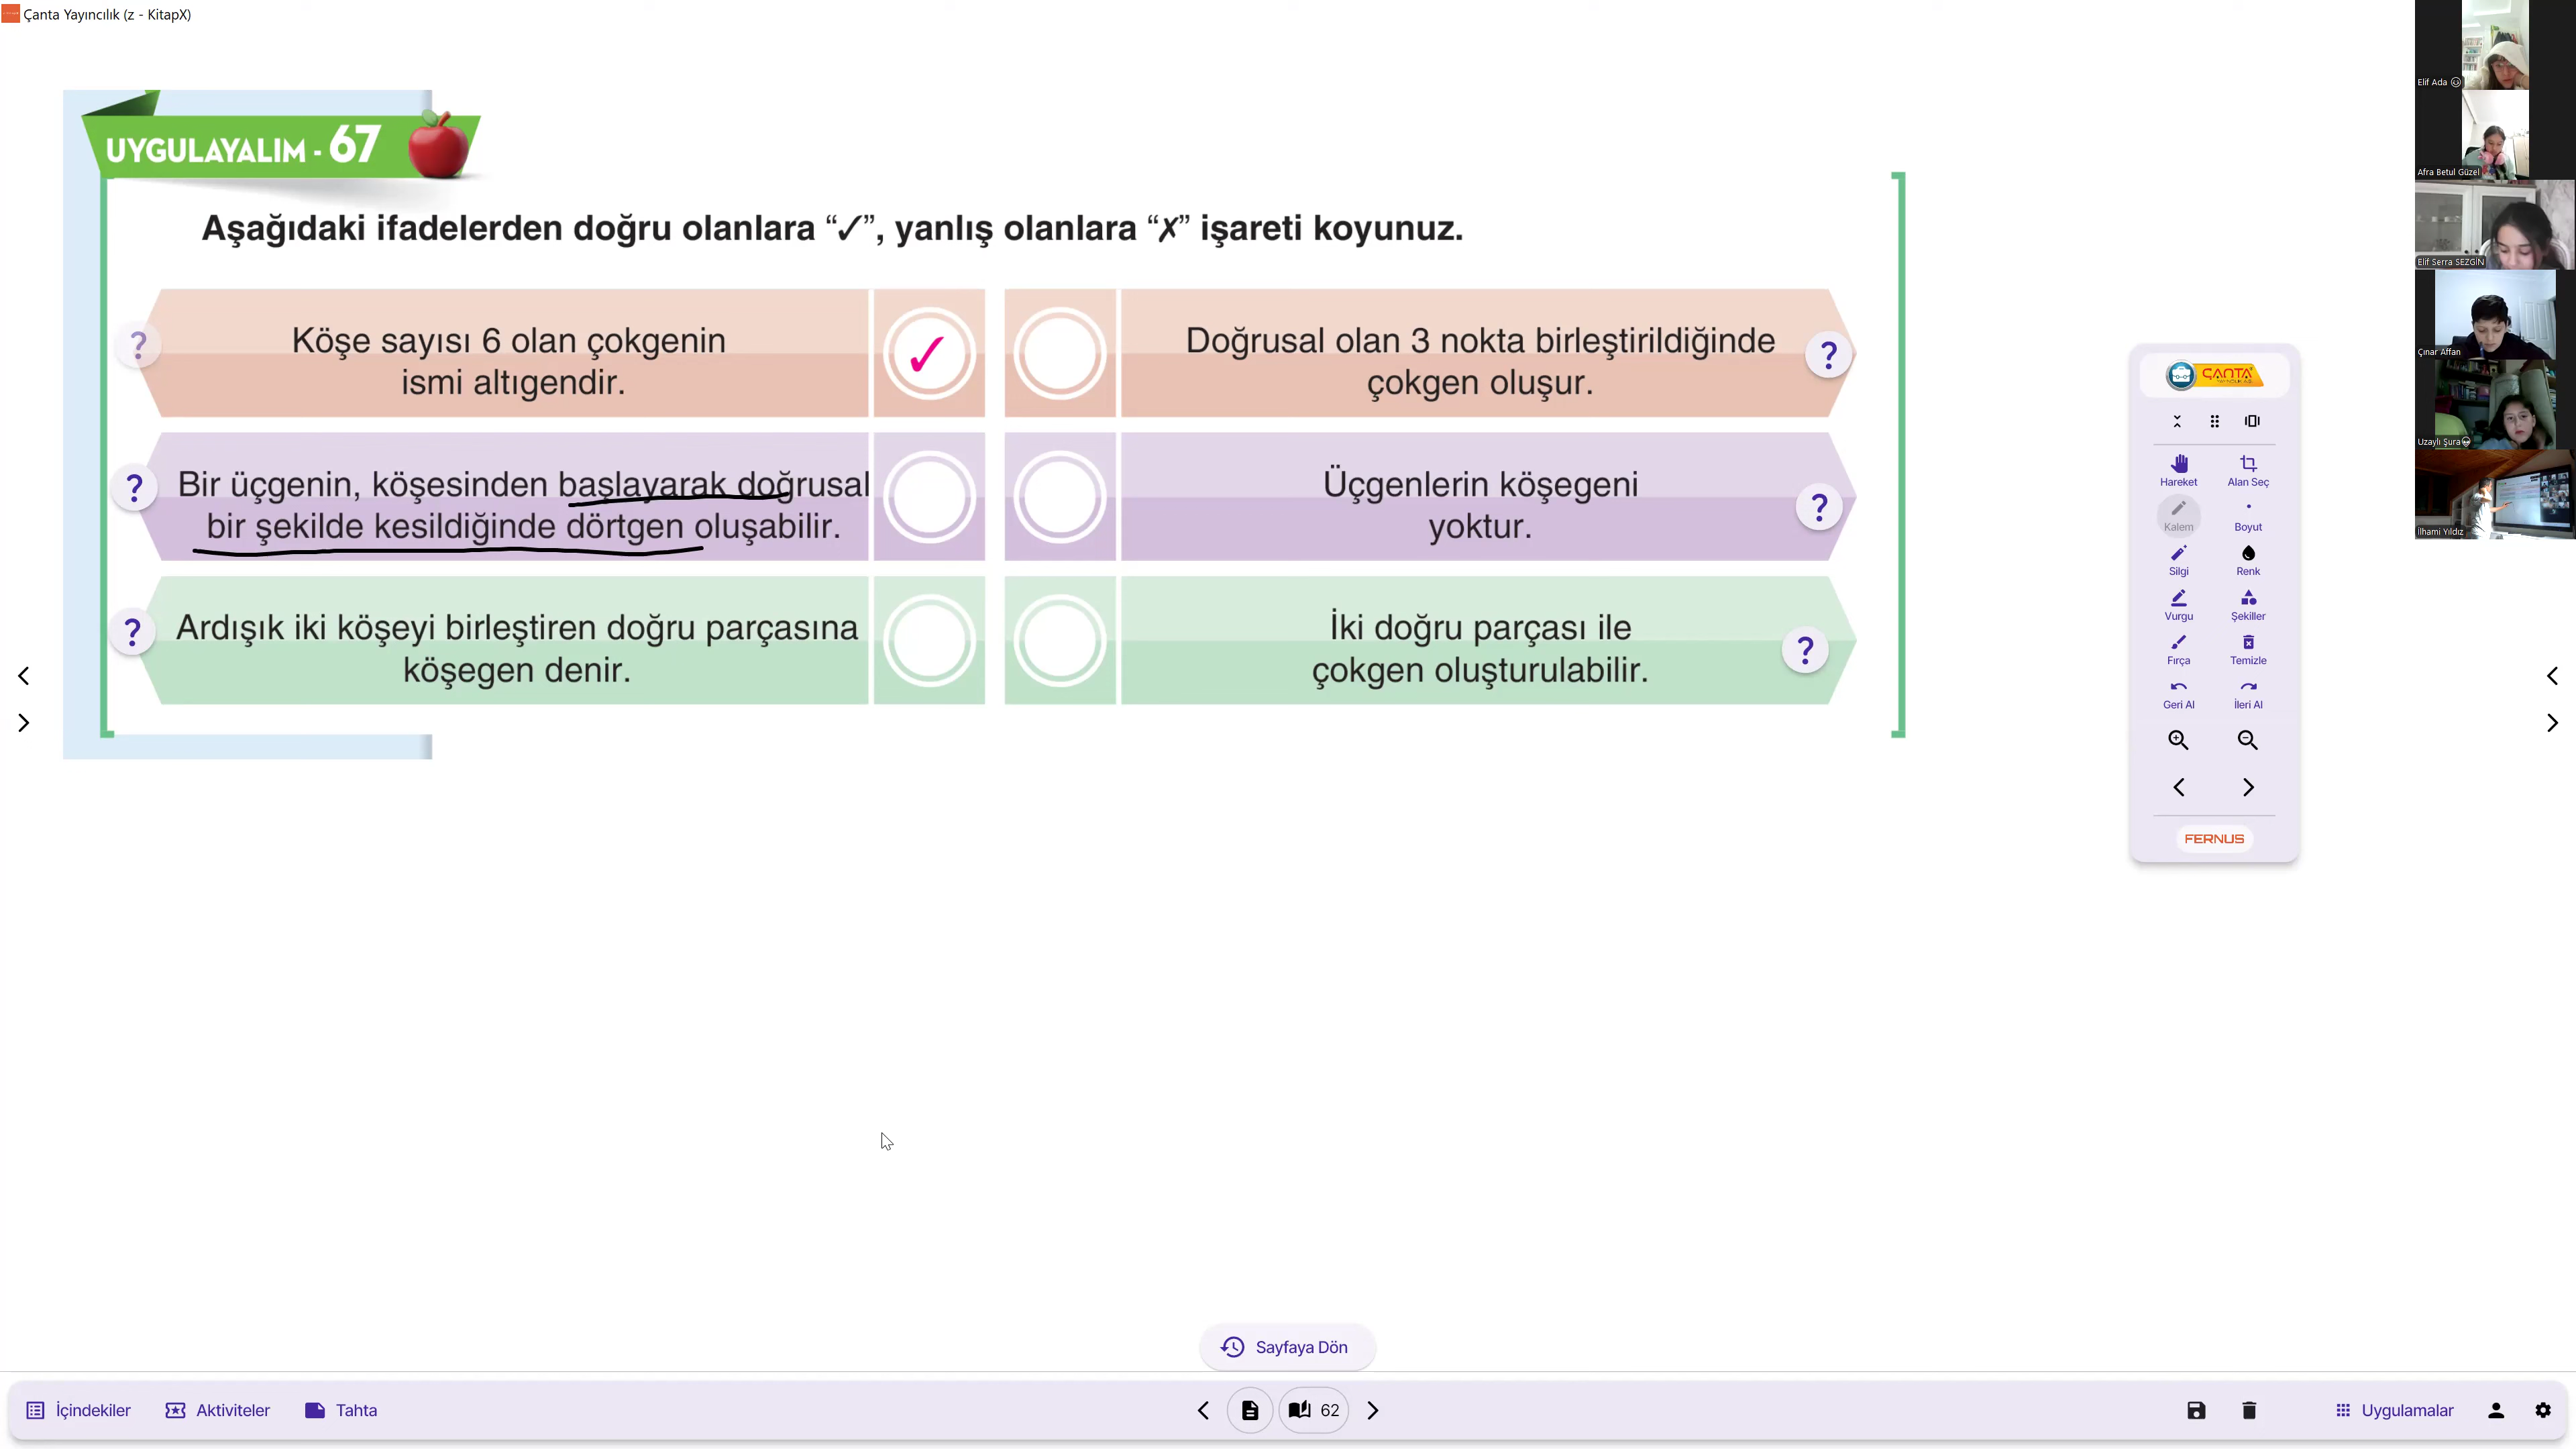 Çanta Yayıncılık (z - KitapX)
UYGULAYALIM - 67
Aşağıdaki ifadelerden doğru olanlara “✓”, yanlış olanlara “✗” işareti koyunuz.
?
Köşe sayısı 6 olan çokgenin
ismi altıgendir.
✓
Doğrusal olan 3 nokta birleştirildiğinde
çokgen oluşur.
?
?
Bir üçgenin, köşesinden başlayarak doğrusal
bir şekilde kesildiğinde dörtgen oluşabilir.
Üçgenlerin köşegeni
yoktur.
?
?
Ardışık iki köşeyi birleştiren doğru parçasına
köşegen denir.
İki doğru parçası ile
çokgen oluşturulabilir.
?
Elif Ada
Afra Betul Güzel
Elif Serra SEZGİN
Çınar Affan
Uzaylı Şura
İlhami Yıldız
ÇANTA
Hareket
Alan Seç
Kalem
Boyut
Silgi
Renk
Vurgu
Şekiller
Fırça
Temizle
Geri Al
İleri Al
FERNUS
Sayfaya Dön
İçindekiler
Aktiviteler
Tahta
62
Uygulamalar